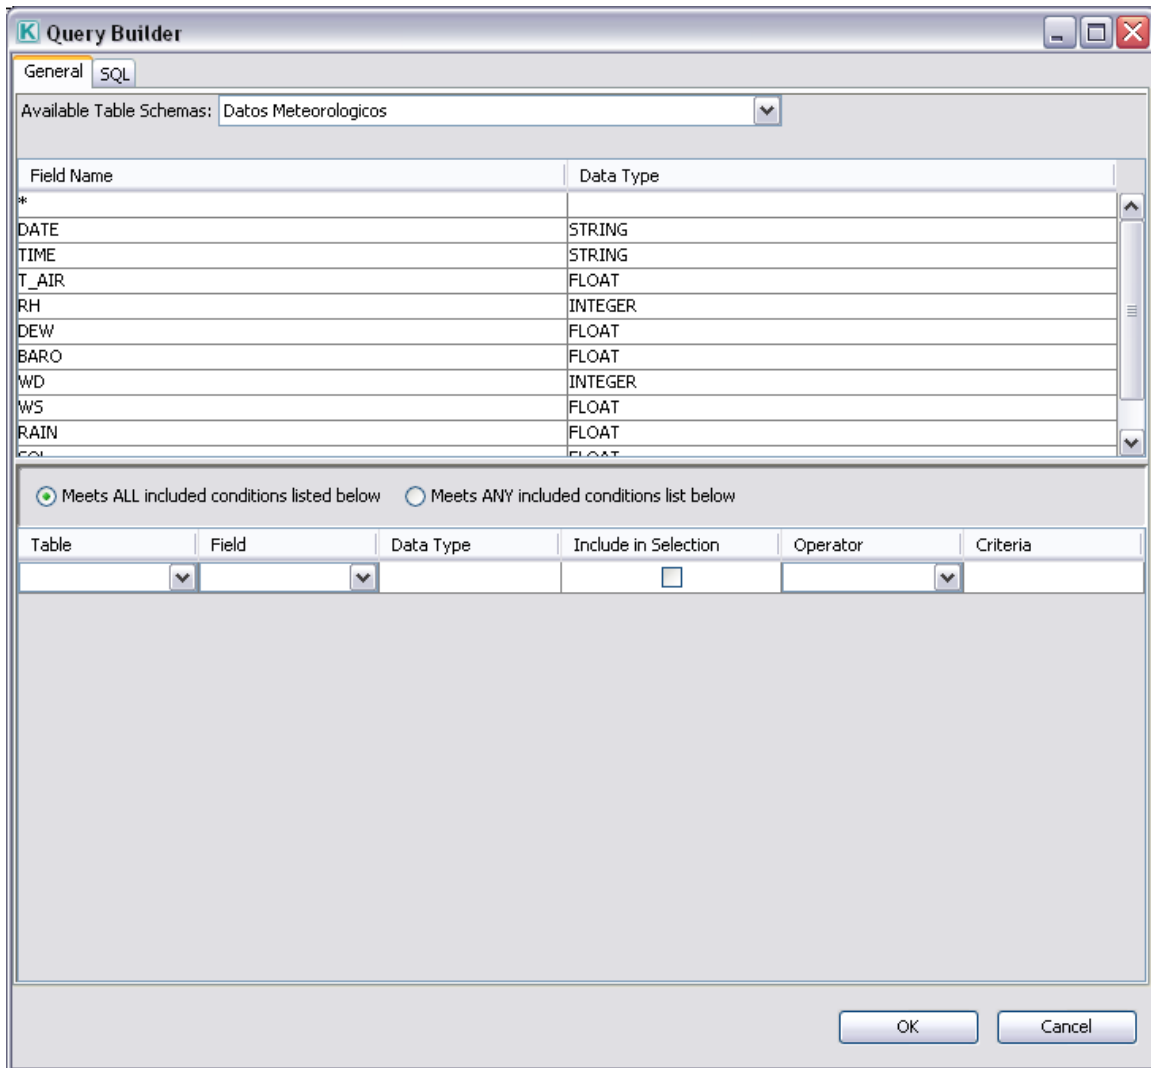 K Query Builder
General SQL
Available Table Schemas: Datos Meteorologicos
Field Name Data Type
*
DATE STRING
TIME STRING
T_AIR FLOAT
RH INTEGER
DEW FLOAT
BARO FLOAT
WD INTEGER
WS FLOAT
RAIN FLOAT
FLOAT
Meets ALL included conditions listed below Meets ANY included conditions list below
Table Field Data Type Include in Selection Operator Criteria
OK Cancel